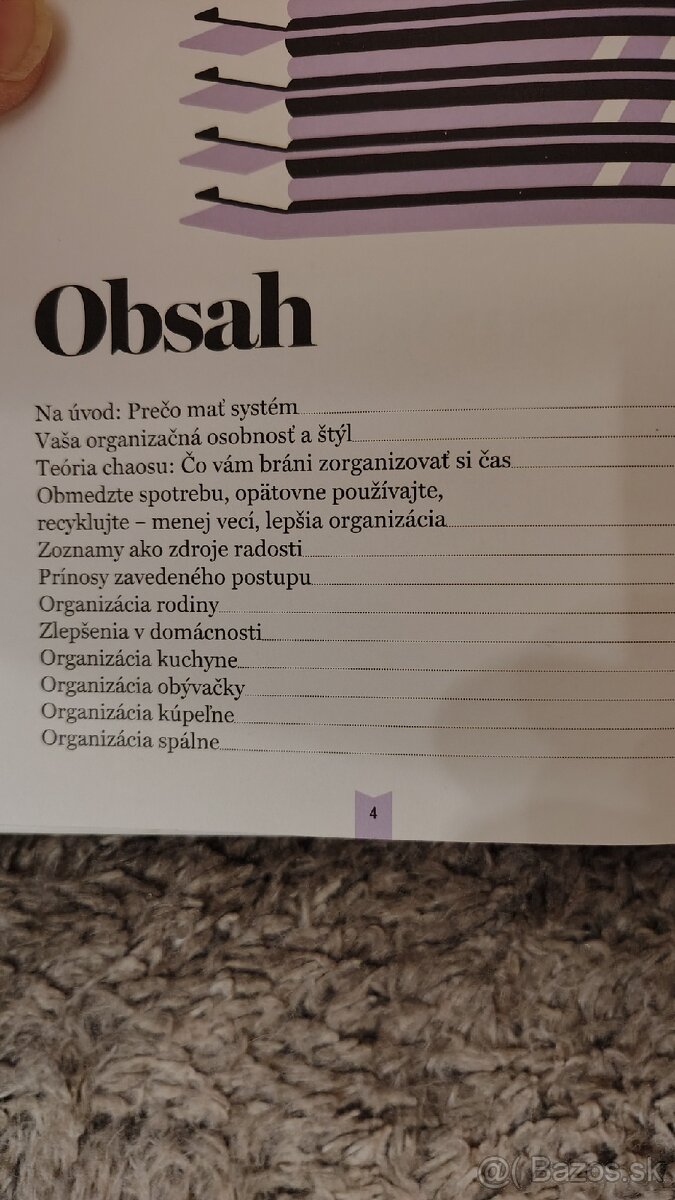 Obsah
Na úvod: Prečo mať systém
Vaša organizačná osobnosť a štýl
Teória chaosu: Čo vám bráni zorganizovať si čas
Obmedzte spotrebu, opätovne používajte,
recyklujte – menej vecí, lepšia organizácia
Zoznamy ako zdroje radosti
Prínosy zavedeného postupu
Organizácia rodiny
Zlepšenia v domácnosti
Organizácia kuchyne
Organizácia obývačky
Organizácia kúpeľne
Organizácia spálne
4
@( Bazos.sk